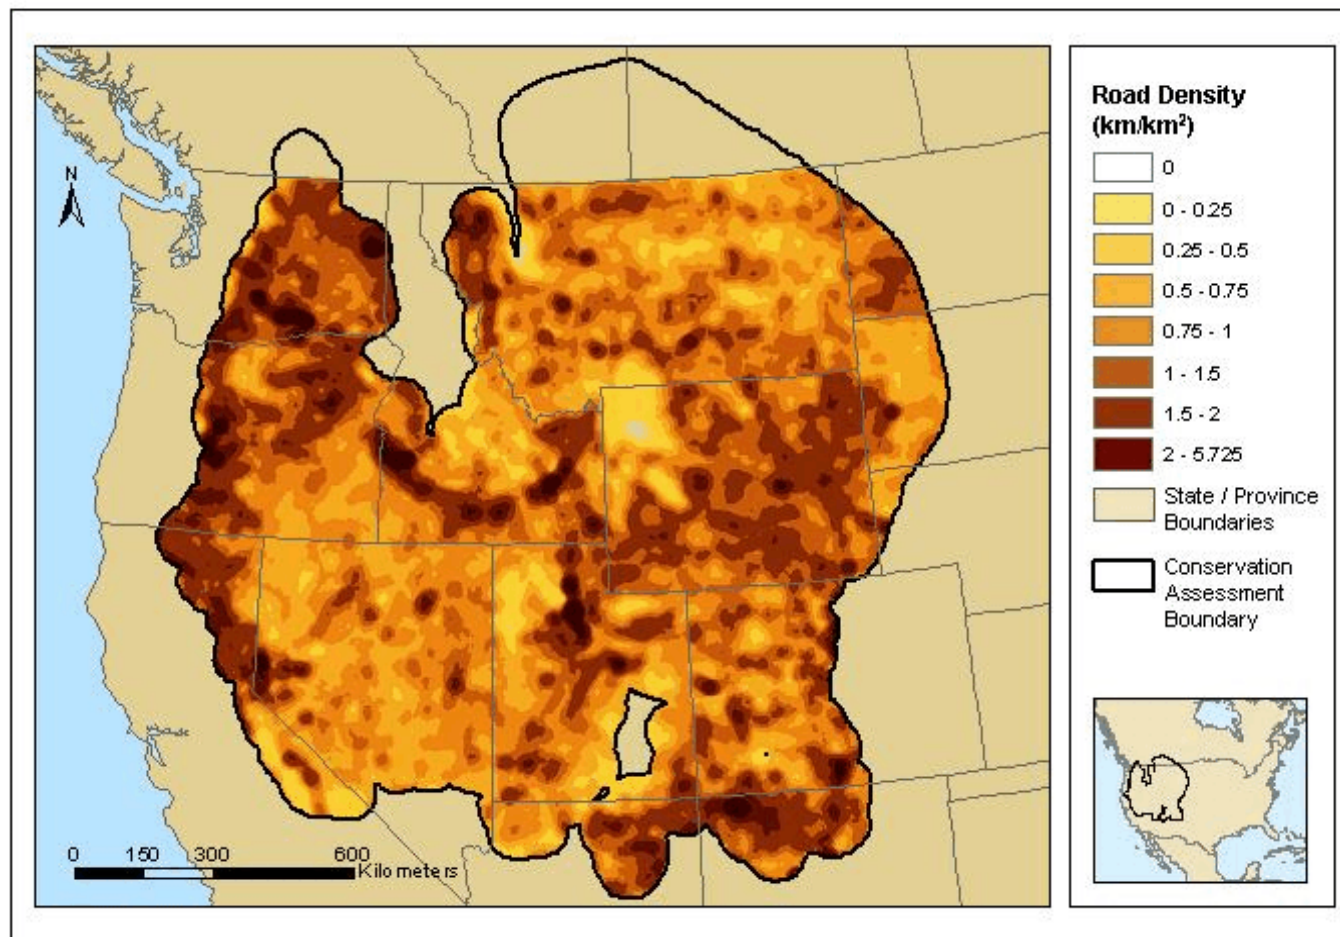 Road Density
(km/km²)
0
0 - 0.25
0.25 - 0.5
0.5 - 0.75
0.75 - 1
1 - 1.5
1.5 - 2
2 - 5.725
State / Province
Boundaries
Conservation
Assessment
Boundary
N
0 150 300 600
Kilometers